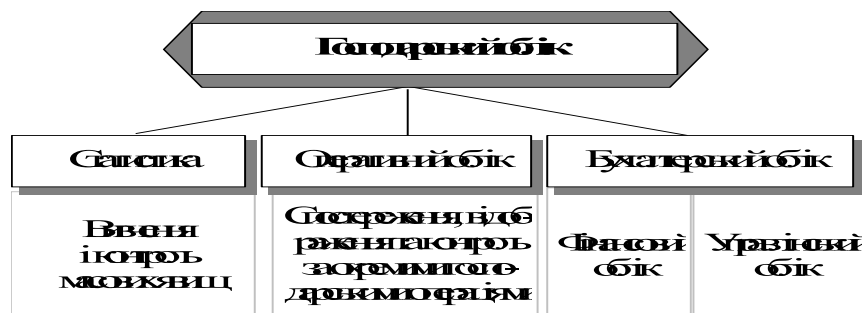 Господарський облік
Статистика
Оперативний облік
Бухгалтерський облік
Вивчення
і контроль
масових явищ
Спостереження, відоб-
раження та контроль
за окремими госпо-
дарськими операціями
Фінансовий
облік
Управлінський
облік